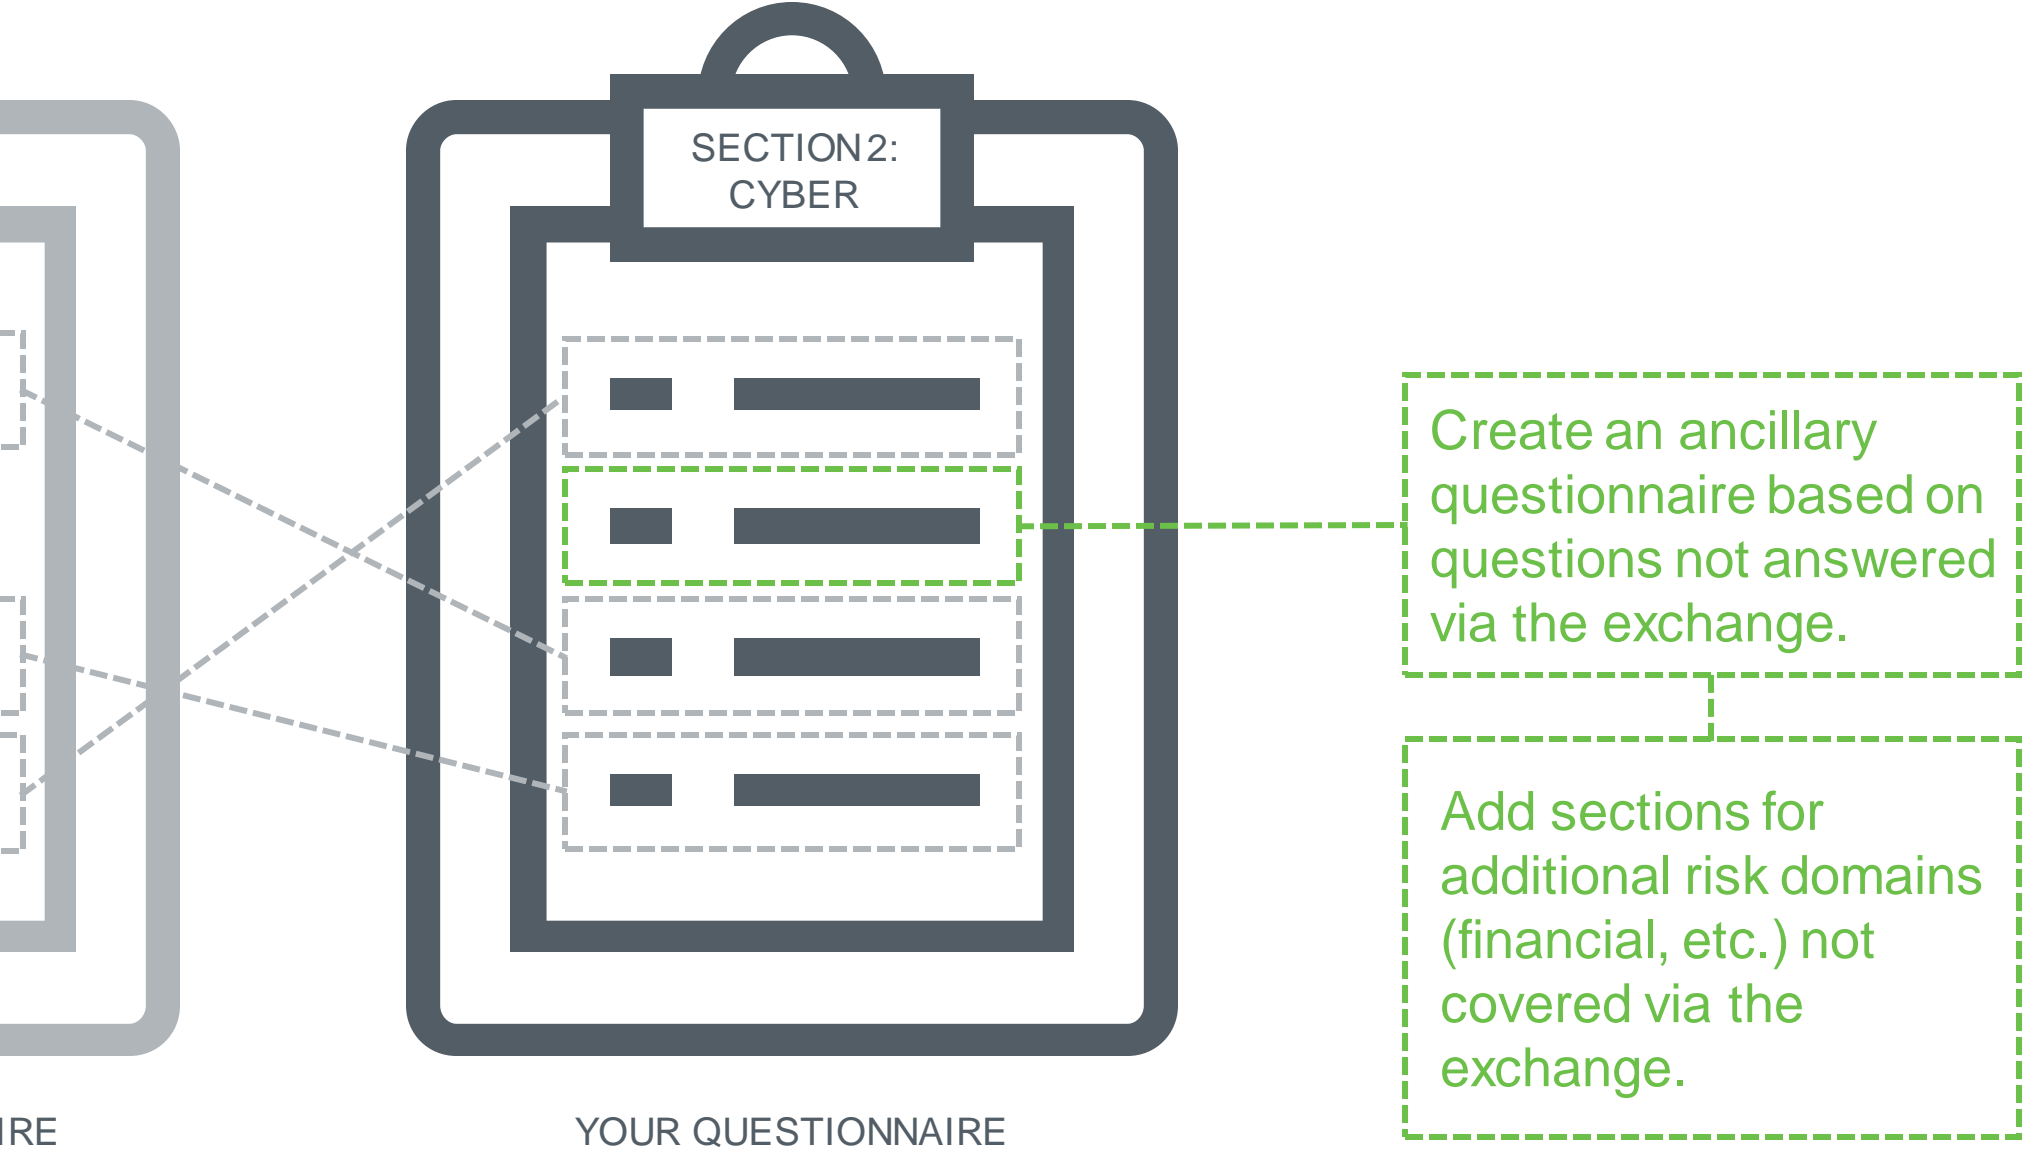 SECTION 2:
CYBER
Create an ancillary
questionnaire based on
questions not answered
via the exchange.
Add sections for
additional risk domains
(financial, etc.) not
covered via the
exchange.
IRE
YOUR QUESTIONNAIRE